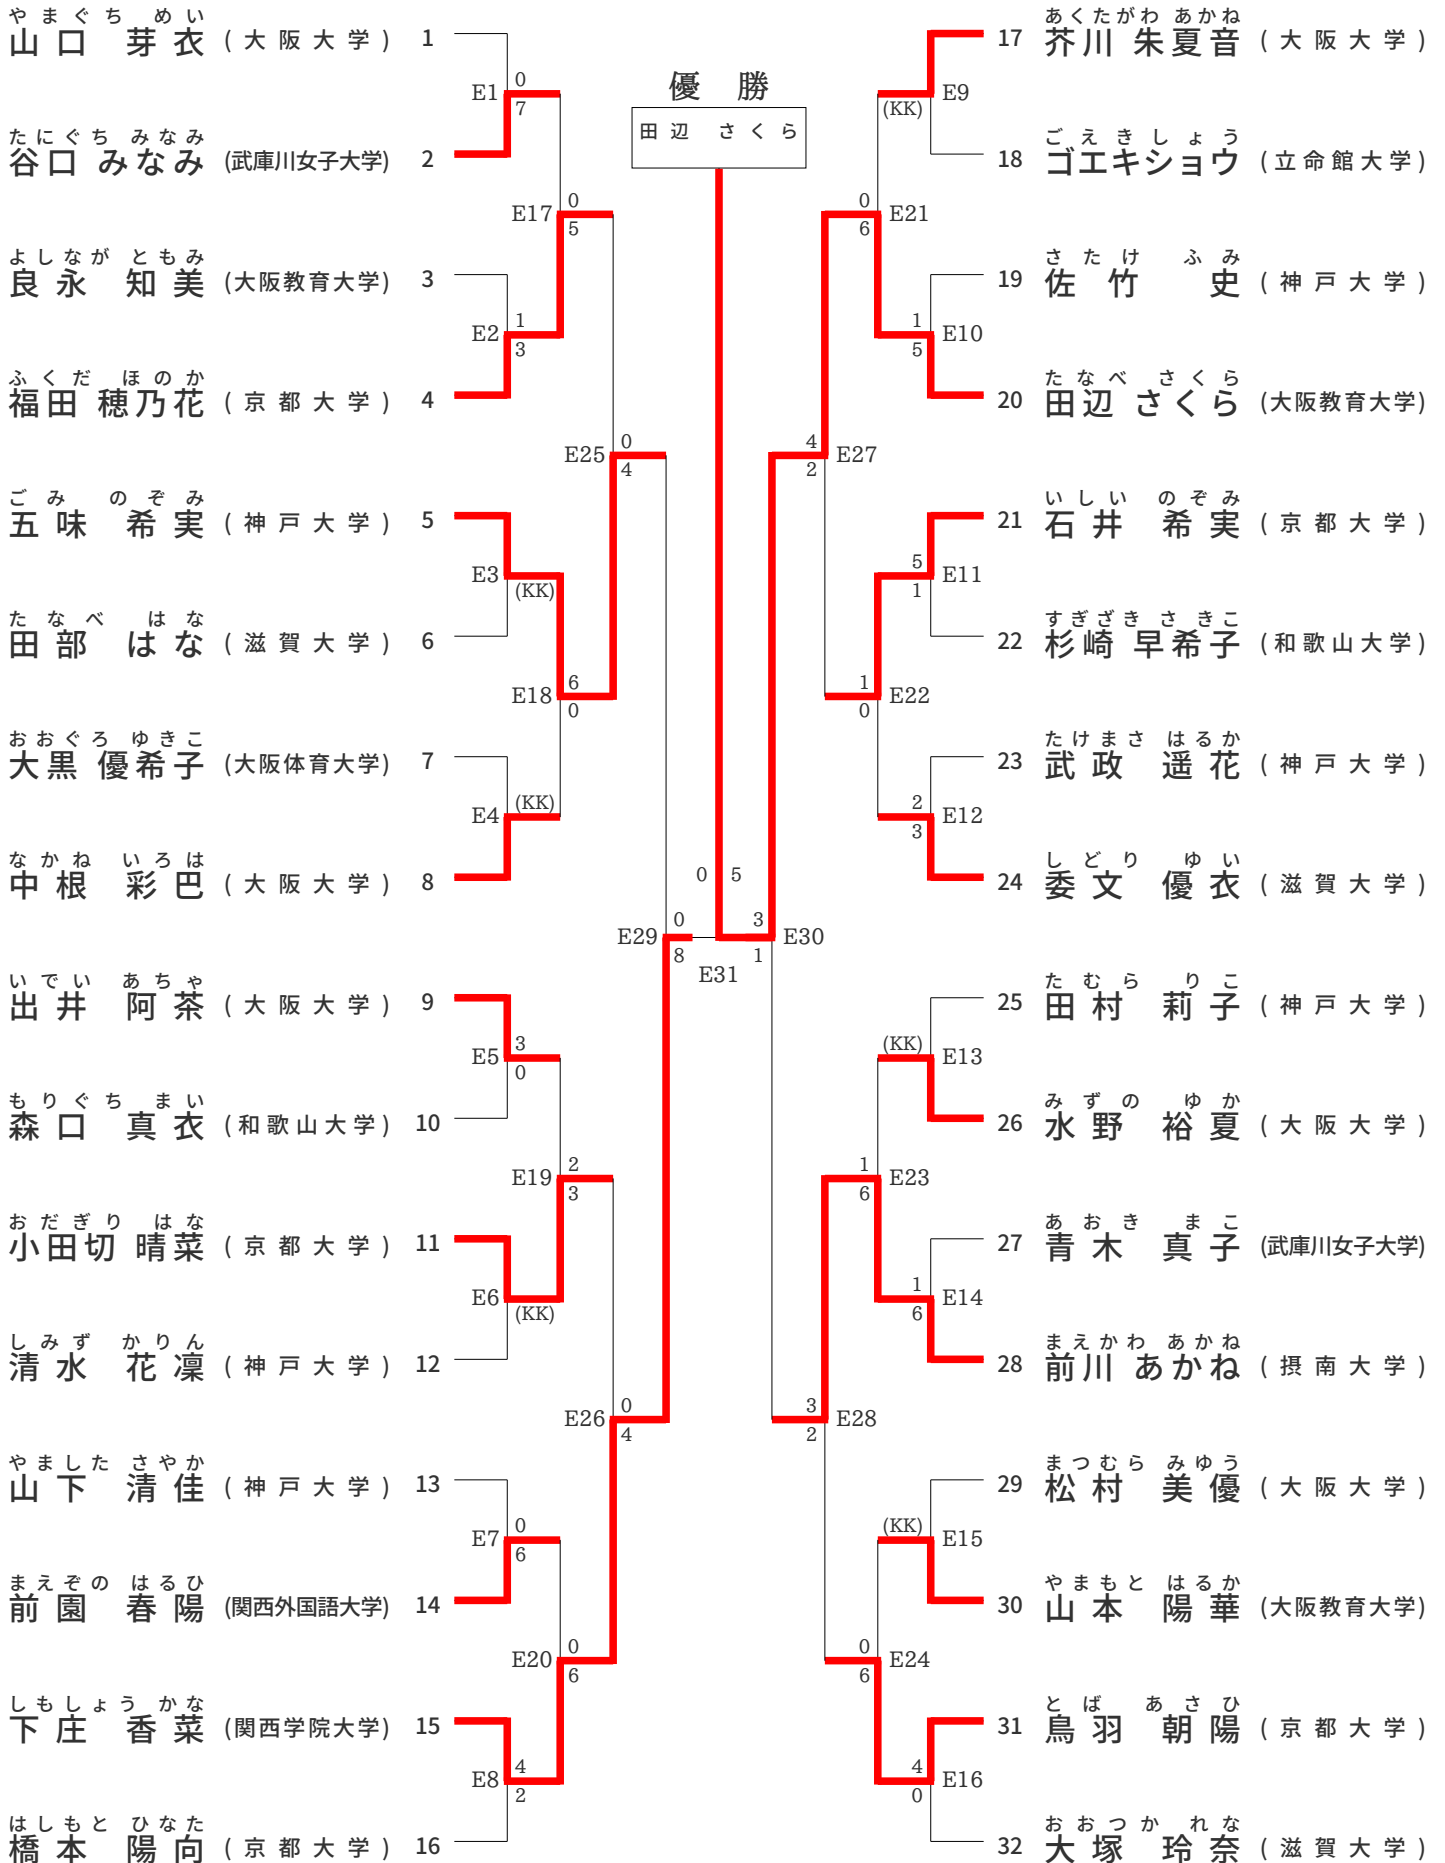 優 勝
田辺 さくら
やまぐち めい
山口 芽衣 (大阪大学) 1
E1 0 7
たにぐち みなみ
谷口 みなみ (武庫川女子大学) 2
E17 0 5
よしなが ともみ
良永 知美 (大阪教育大学) 3
E2 1 3
ふくだ ほのか
福田 穂乃花 (京都大学) 4
E25 0 4
ごみ のぞみ
五味 希実 (神戸大学) 5
E3 (KK)
たなべ はな
田部 はな (滋賀大学) 6
E18 6 0
おおぐろ ゆきこ
大黒 優希子 (大阪体育大学) 7
E4 (KK)
なかね いろは
中根 彩巴 (大阪大学) 8
E29 0 8
いでい あちゃ
出井 阿茶 (大阪大学) 9
E5 3 0
もりぐち まい
森口 真衣 (和歌山大学) 10
E19 2 3
おだぎり はな
小田切 晴菜 (京都大学) 11
E6 (KK)
しみず かりん
清水 花凜 (神戸大学) 12
E26 0 4
やました さやか
山下 清佳 (神戸大学) 13
E7 0 6
まえぞの はるひ
前園 春陽 (関西外国語大学) 14
E20 0 6
しもしょう かな
下庄 香菜 (関西学院大学) 15
E8 4 2
はしもと ひなた
橋本 陽向 (京都大学) 16
0 5
E31
あくたがわ あかね
17 芥川 朱夏音 (大阪大学)
(KK) E9
ごえきしょう
18 ゴエキショウ (立命館大学)
0 6 E21
さたけ ふみ
19 佐竹 史 (神戸大学)
1 5 E10
たなべ さくら
20 田辺 さくら (大阪教育大学)
4 2 E27
いしい のぞみ
21 石井 希実 (京都大学)
5 1 E11
すぎざき さきこ
22 杉崎 早希子 (和歌山大学)
1 0 E22
たけまさ はるか
23 武政 遥花 (神戸大学)
2 3 E12
しどり ゆい
24 委文 優衣 (滋賀大学)
3 1 E30
たむら りこ
25 田村 莉子 (神戸大学)
(KK) E13
みずの ゆか
26 水野 裕夏 (大阪大学)
1 6 E23
あおき まこ
27 青木 真子 (武庫川女子大学)
1 6 E14
まえかわ あかね
28 前川 あかね (摂南大学)
3 2 E28
まつむら みゆう
29 松村 美優 (大阪大学)
(KK) E15
やまもと はるか
30 山本 陽華 (大阪教育大学)
0 6 E24
とば あさひ
31 鳥羽 朝陽 (京都大学)
4 0 E16
おおつか れな
32 大塚 玲奈 (滋賀大学)